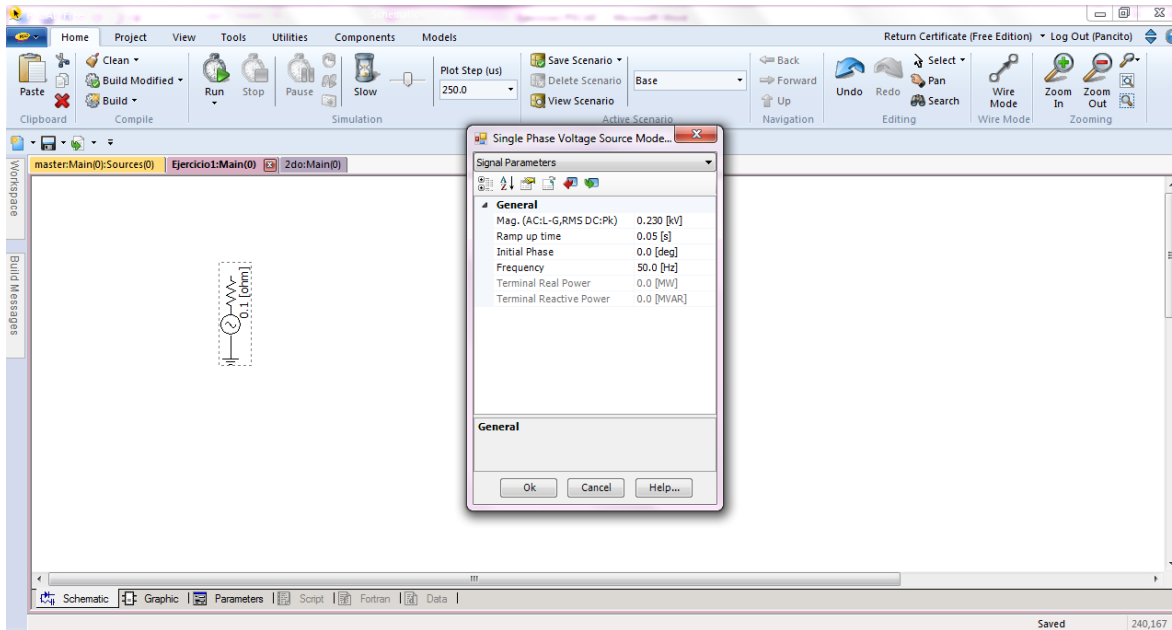 Home Project View Tools Utilities Components Models Return Certificate (Free Edition) Log Out (Pancito)
Paste
Clipboard
Clean
Build Modified
Build
Compile
Run Stop Pause Slow
Simulation
Plot Step (us)
250.0
Save Scenario
Delete Scenario Base
View Scenario
Active Scenario
Back
Forward
Up
Navigation
Undo Redo
Select
Pan
Search
Editing
Wire Mode
Wire Mode
Zoom In Zoom Out
Zooming
master:Main(0):Sources(0) Ejercicio1:Main(0) 2do:Main(0)
Workspace
Build Messages
0.1 [ohm]
Single Phase Voltage Source Mode...
Signal Parameters
General
Mag. (AC:L-G,RMS DC:Pk) 0.230 [kV]
Ramp up time 0.05 [s]
Initial Phase 0.0 [deg]
Frequency 50.0 [Hz]
Terminal Real Power 0.0 [MW]
Terminal Reactive Power 0.0 [MVAR]
General
Ok Cancel Help...
Schematic Graphic Parameters Script Fortran Data
Saved 240,167